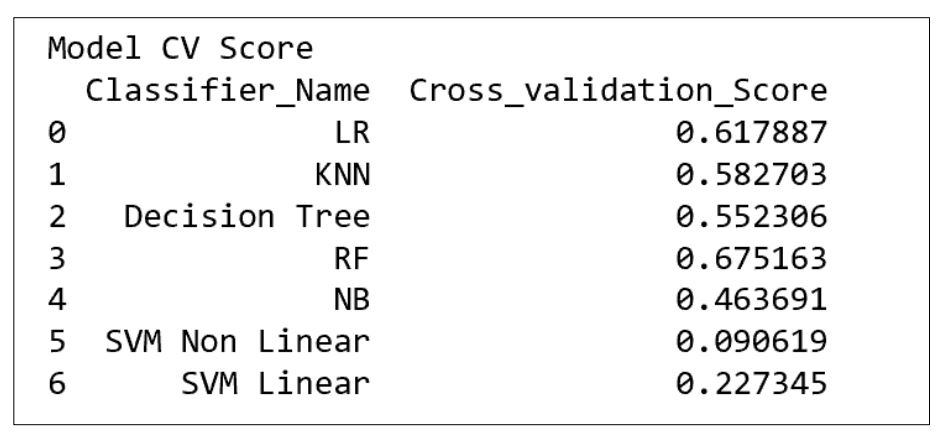 Model CV Score
Classifier_Name Cross_validation_Score
0 LR 0.617887
1 KNN 0.582703
2 Decision Tree 0.552306
3 RF 0.675163
4 NB 0.463691
5 SVM Non Linear 0.090619
6 SVM Linear 0.227345